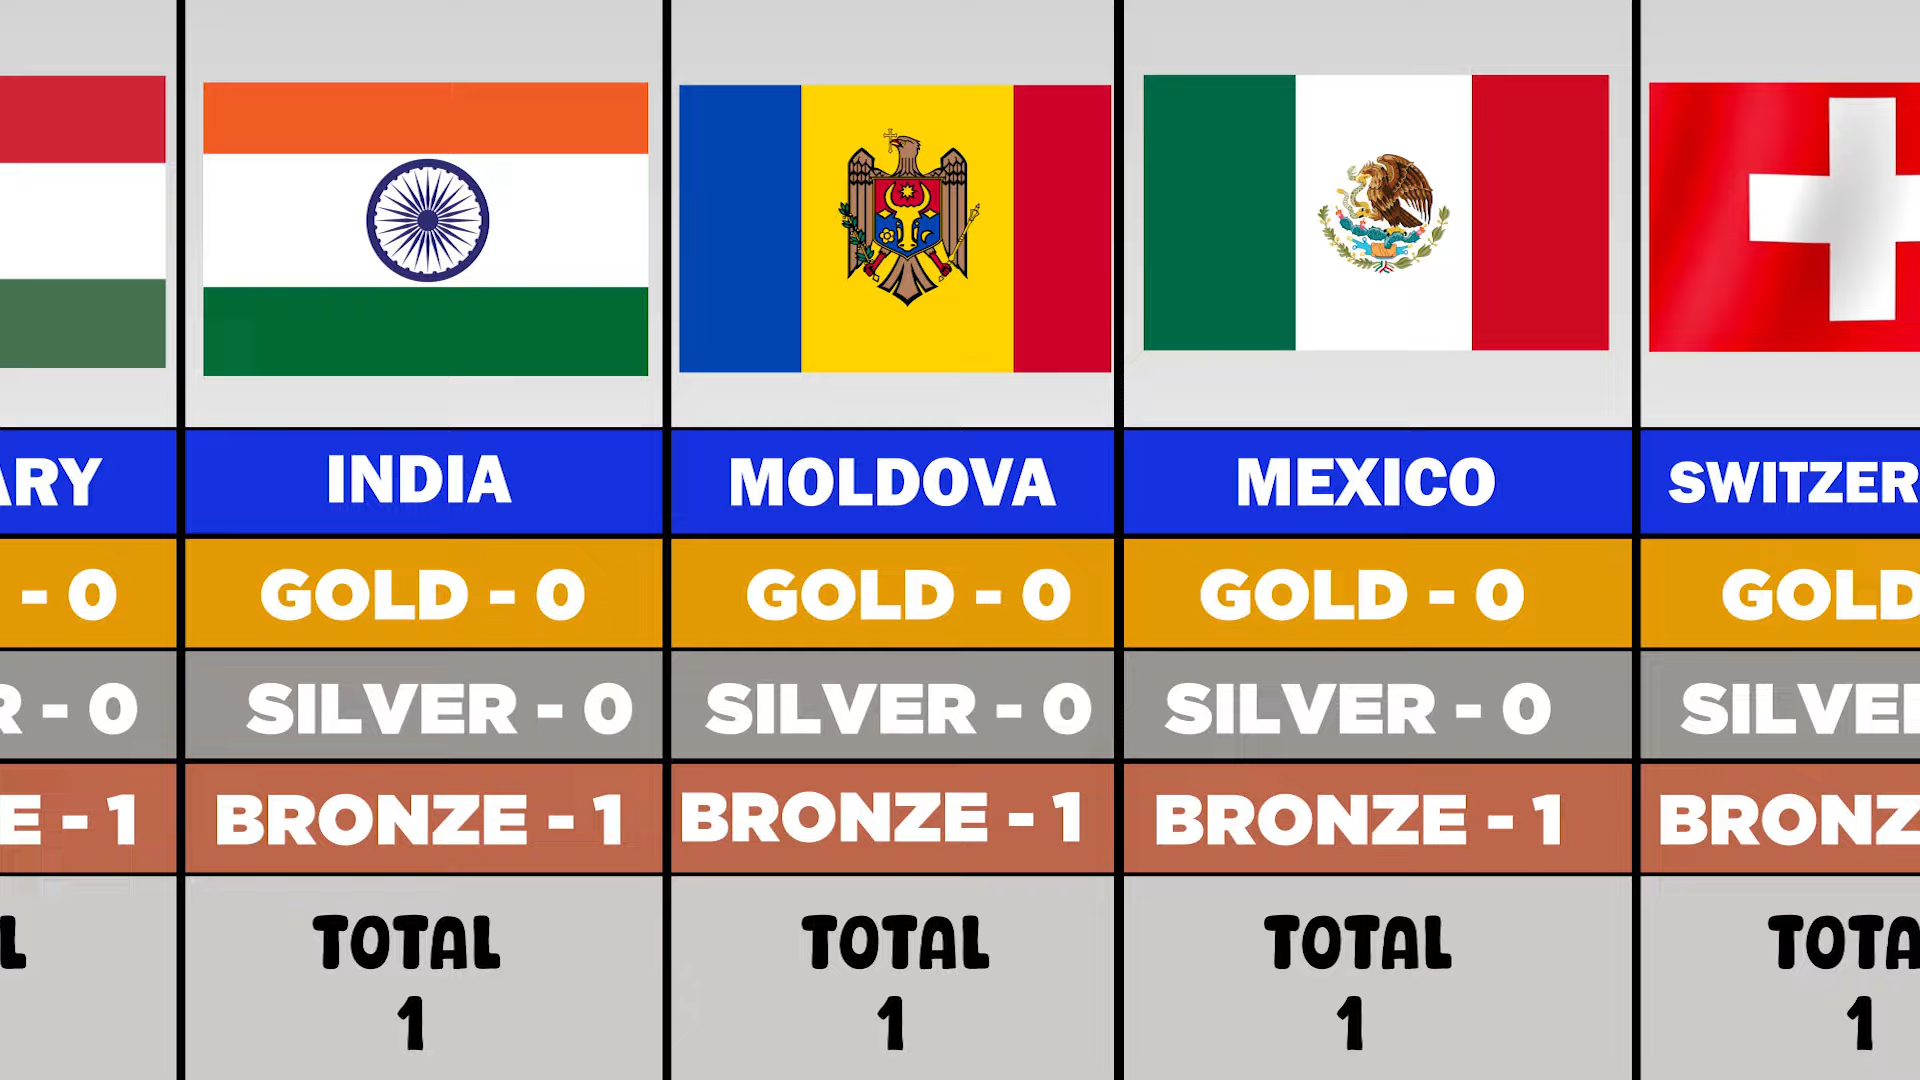 ARY
INDIA
MOLDOVA
MEXICO
SWITZER
- 0
GOLD - 0
GOLD - 0
GOLD - 0
GOLD
R - 0
SILVER - 0
SILVER - 0
SILVER - 0
SILVE
E - 1
BRONZE - 1
BRONZE - 1
BRONZE - 1
BRONZ
L
TOTAL
TOTAL
TOTAL
TOTA
1
1
1
1